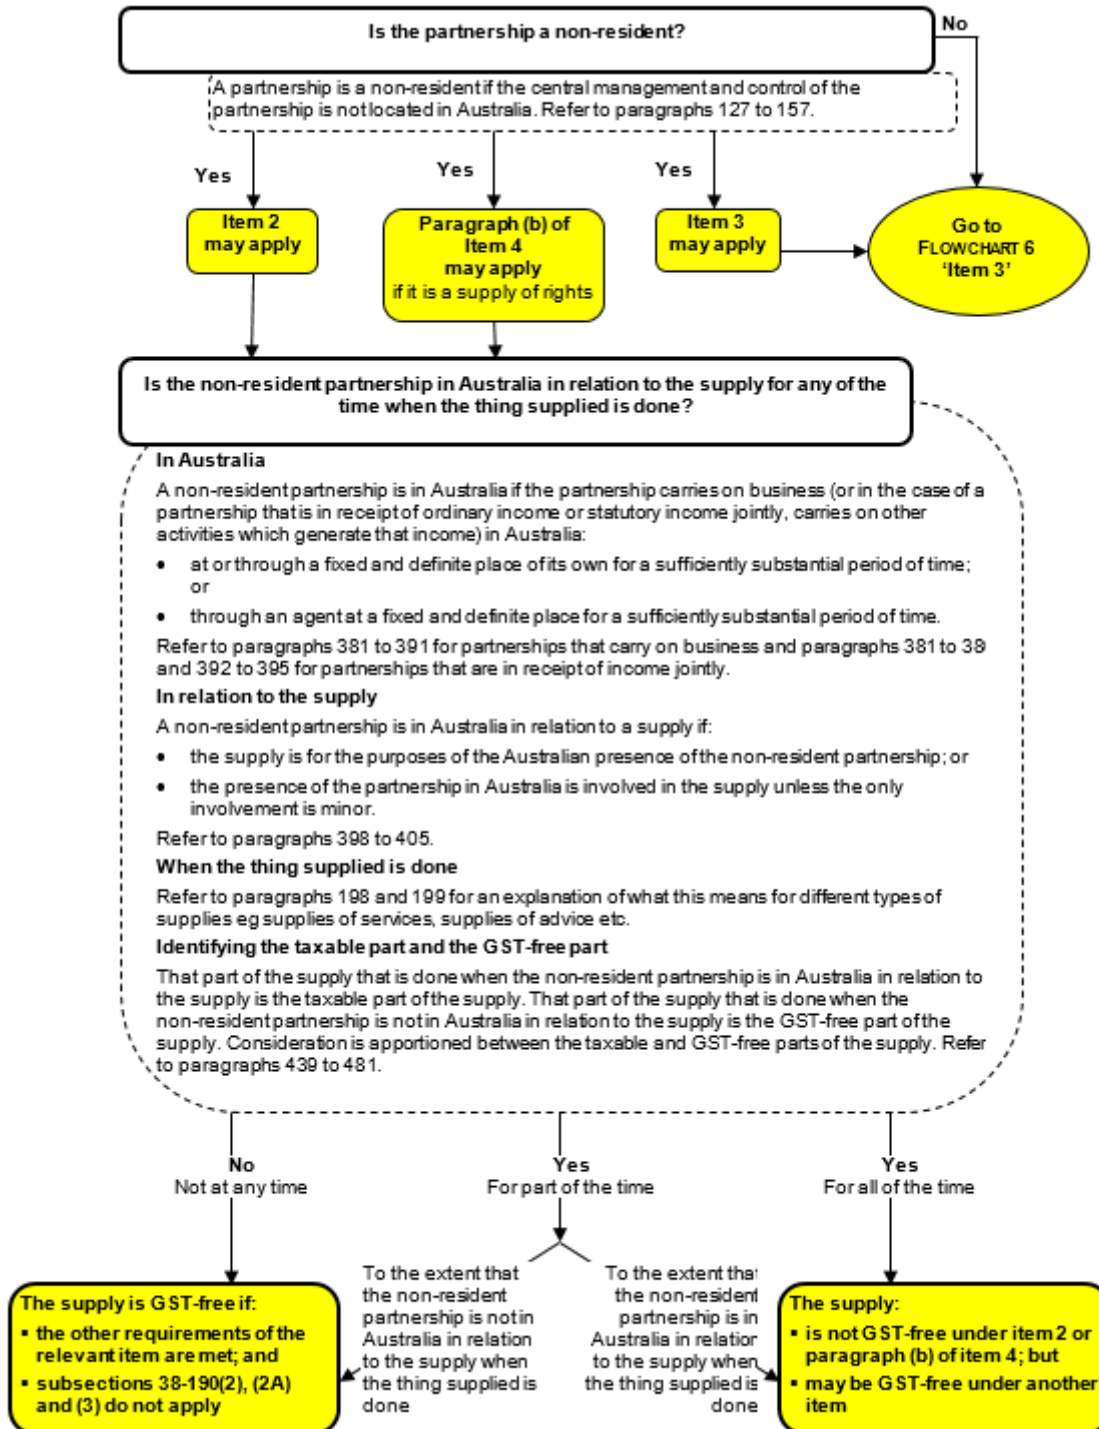 Is the partnership a non-resident?
No
A partnership is a non-resident if the central management and control of the
partnership is not located in Australia. Refer to paragraphs 127 to 157.
Yes
Yes
Yes
Item 2
may apply
Paragraph (b) of
Item 4
may apply
if it is a supply of rights
Item 3
may apply
Go to
FLOWCHART 6
‘Item 3’
Is the non-resident partnership in Australia in relation to the supply for any of the
time when the thing supplied is done?
In Australia
A non-resident partnership is in Australia if the partnership carries on business (or in the case of a
partnership that is in receipt of ordinary income or statutory income jointly, carries on other
activities which generate that income) in Australia:
• at or through a fixed and definite place of its own for a sufficiently substantial period of time;
or
• through an agent at a fixed and definite place for a sufficiently substantial period of time.
Refer to paragraphs 381 to 391 for partnerships that carry on business and paragraphs 381 to 38
and 392 to 395 for partnerships that are in receipt of income jointly.
In relation to the supply
A non-resident partnership is in Australia in relation to a supply if:
• the supply is for the purposes of the Australian presence of the non-resident partnership; or
• the presence of the partnership in Australia is involved in the supply unless the only
involvement is minor.
Refer to paragraphs 398 to 405.
When the thing supplied is done
Refer to paragraphs 198 and 199 for an explanation of what this means for different types of
supplies eg supplies of services, supplies of advice etc.
Identifying the taxable part and the GST-free part
That part of the supply that is done when the non-resident partnership is in Australia in relation to
the supply is the taxable part of the supply. That part of the supply that is done when the
non-resident partnership is not in Australia in relation to the supply is the GST-free part of the
supply. Consideration is apportioned between the taxable and GST-free parts of the supply. Refer
to paragraphs 439 to 481.
No
Not at any time
Yes
For part of the time
Yes
For all of the time
The supply is GST-free if:
▪ the other requirements of the
relevant item are met; and
▪ subsections 38-190(2), (2A)
and (3) do not apply
To the extent that
the non-resident
partnership is not in
Australia in relation
to the supply when
the thing supplied is
done
To the extent that
the non-resident
partnership is in
Australia in relation
to the supply when
the thing supplied is
done
The supply:
▪ is not GST-free under item 2 or
paragraph (b) of item 4; but
▪ may be GST-free under another
item